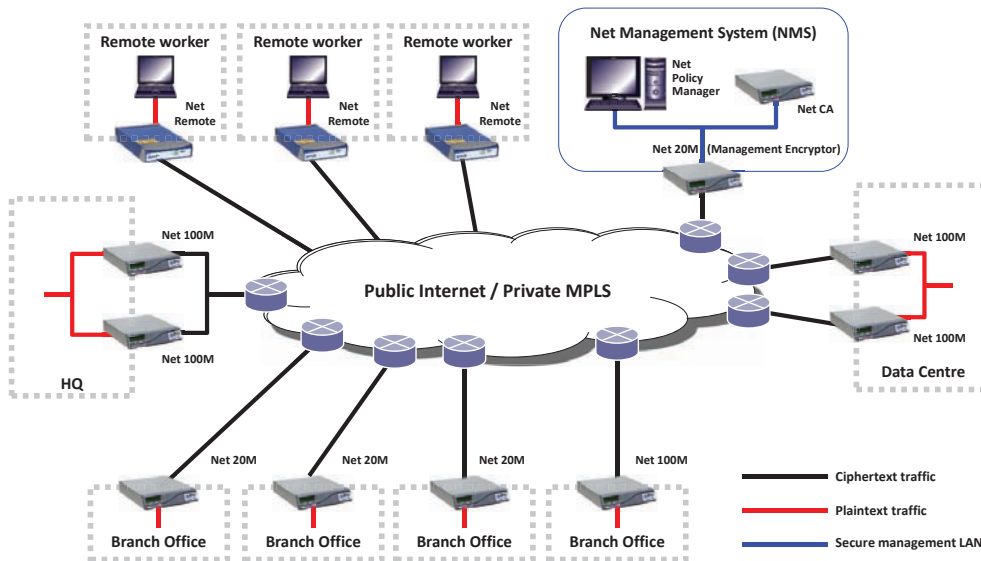 Remote worker
Remote worker
Remote worker
Net Management System (NMS)
Net
Remote
Net
Remote
Net
Remote
Net
Policy
Manager
Net CA
Net 20M
(Management Encryptor)
Net 100M
Net 100M
HQ
Public Internet / Private MPLS
Net 100M
Net 100M
Data Centre
Net 20M
Net 20M
Net 20M
Net 100M
Branch Office
Branch Office
Branch Office
Branch Office
Ciphertext traffic
Plaintext traffic
Secure management LAN